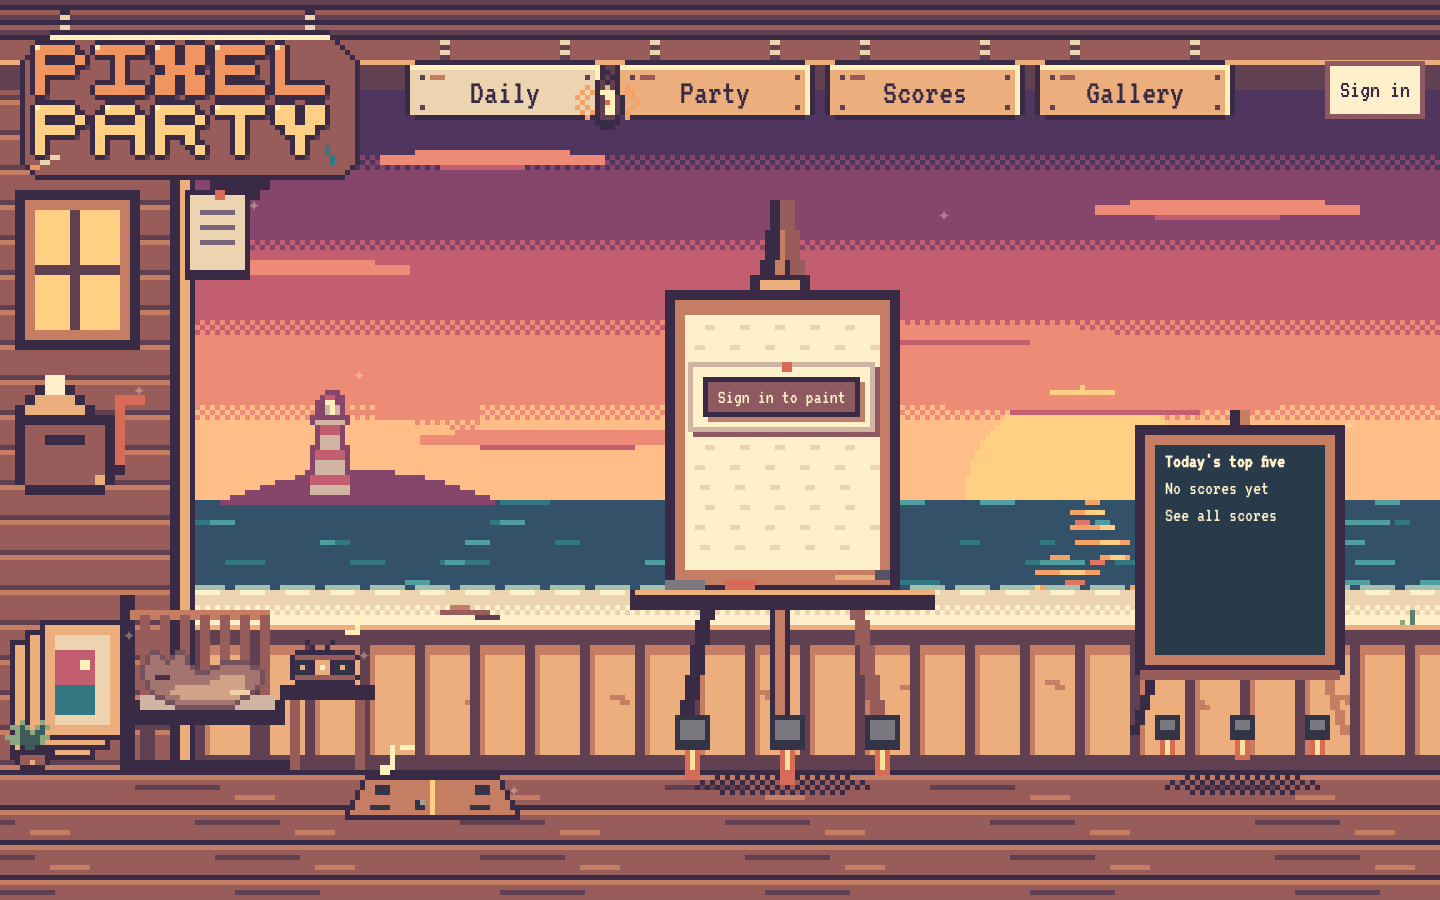 PIXEL
PARTY
Daily
Party
Scores
Gallery
Sign in
Sign in to paint
Today's top five
No scores yet
See all scores